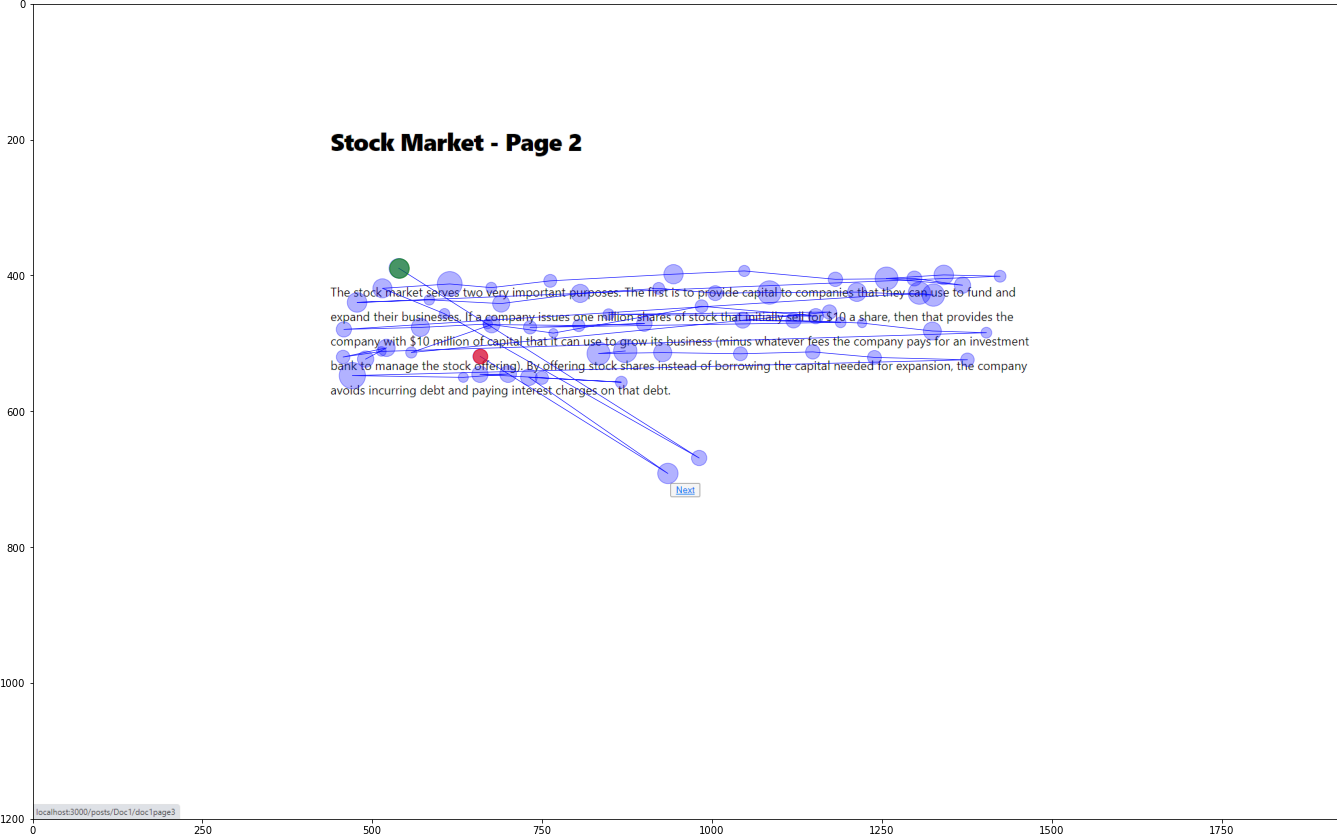 0
200
Stock Market - Page 2
400
The stock market serves two very important purposes. The first is to provide capital to companies that they can use to fund and
expand their businesses. If a company issues one million shares of stock that initially sell for $10 a share, then that provides the
company with $10 million of capital that it can use to grow its business (minus whatever fees the company pays for an investment
bank to manage the stock offering). By offering stock shares instead of borrowing the capital needed for expansion, the company
avoids incurring debt and paying interest charges on that debt.
600
Next
800
1000
localhost:3000/posts/Doc1/doc1page3
1200
0 250 500 750 1000 1250 1500 1750